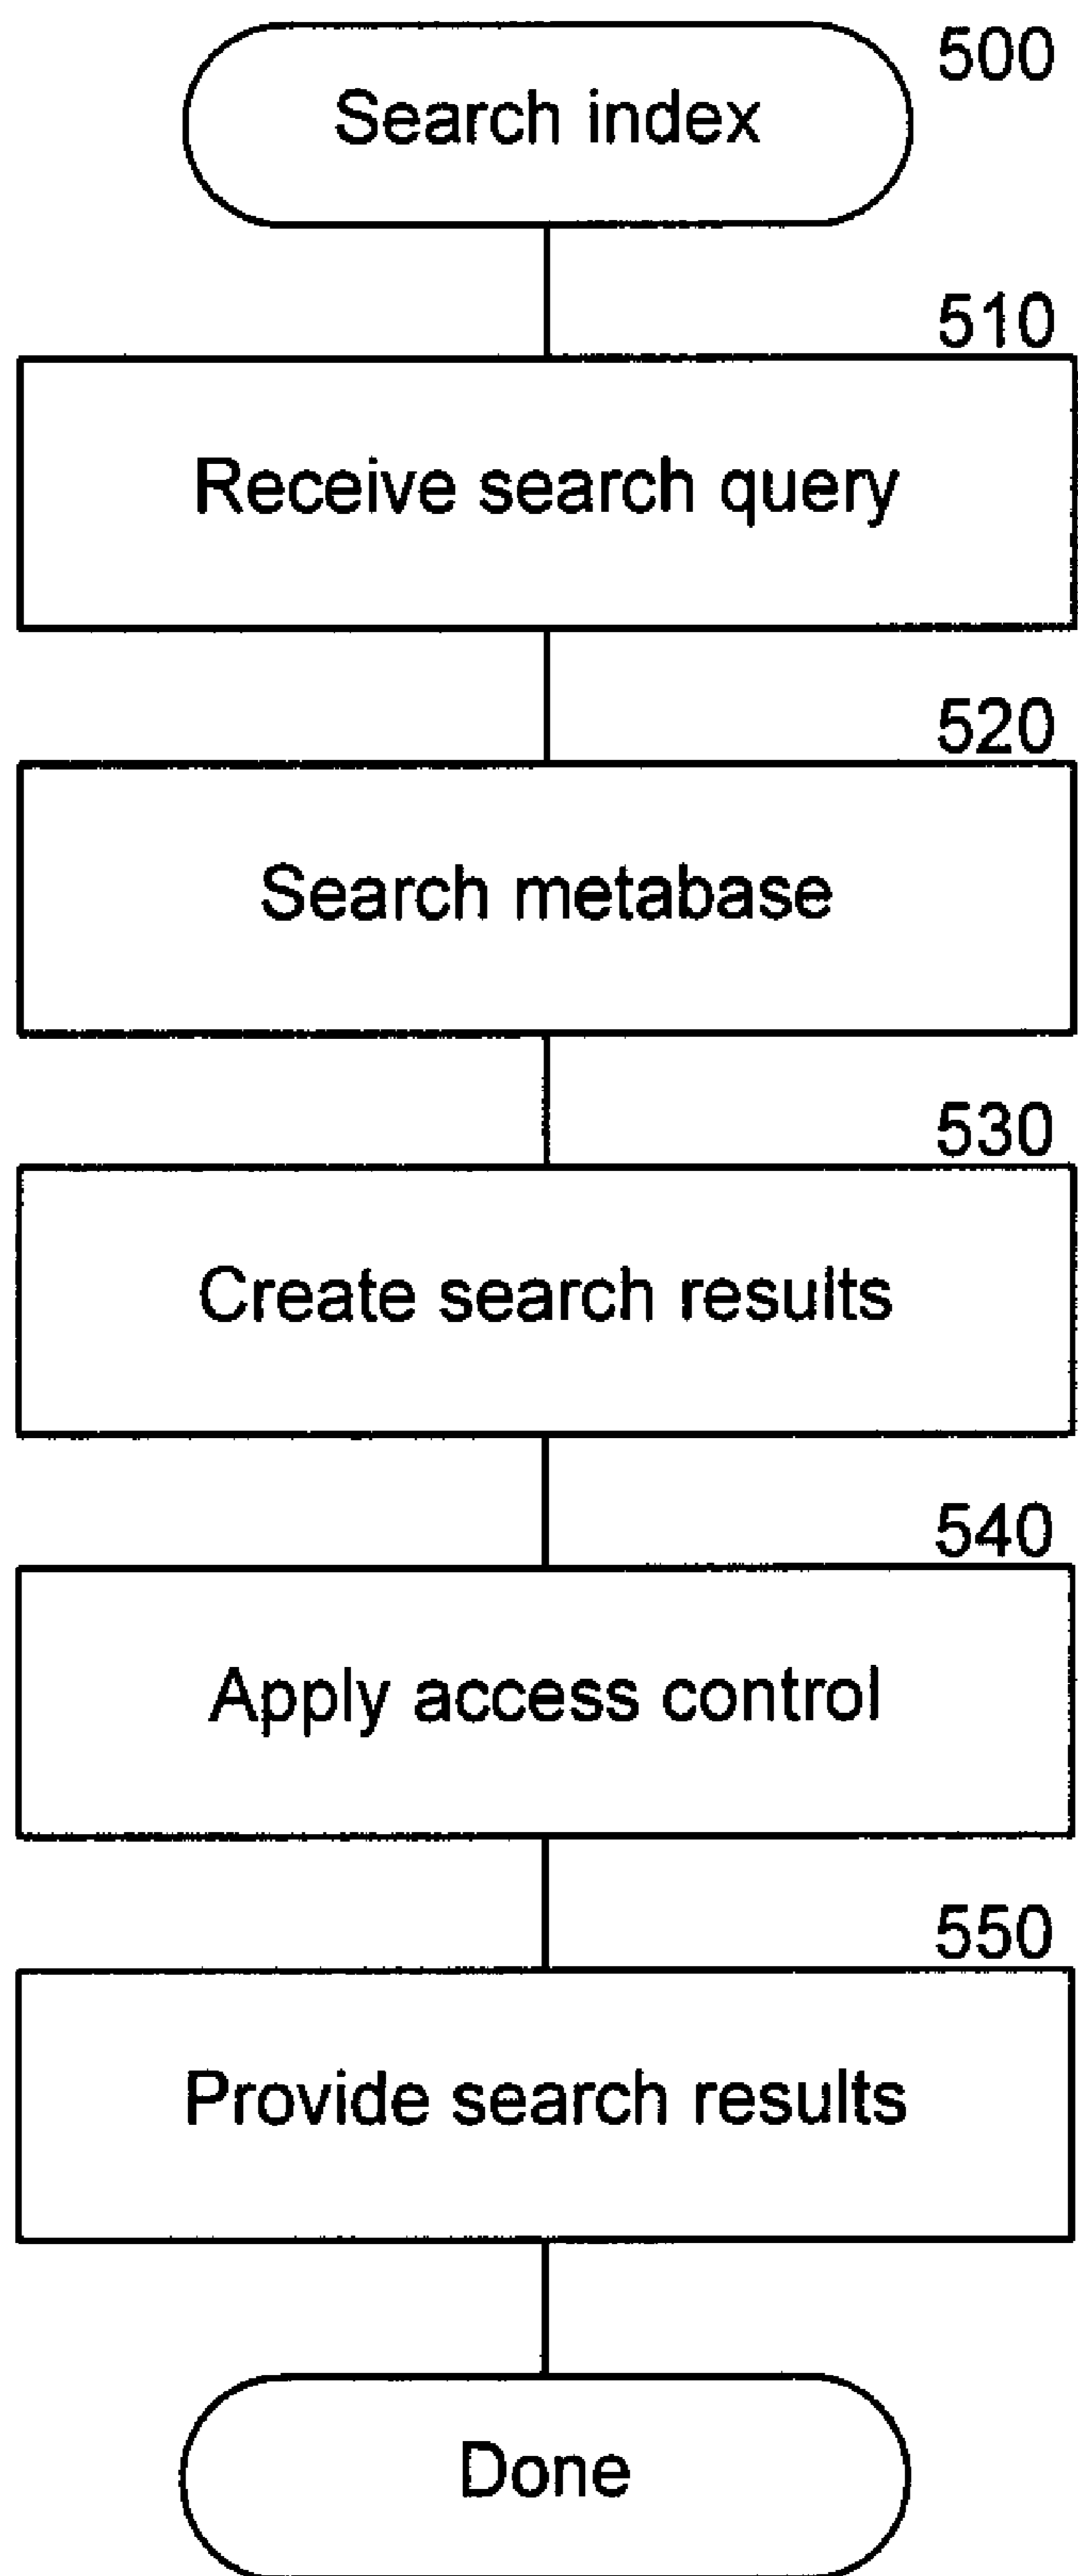 500
Search index
510
Receive search query
520
Search metabase
530
Create search results
540
Apply access control
550
Provide search results
Done